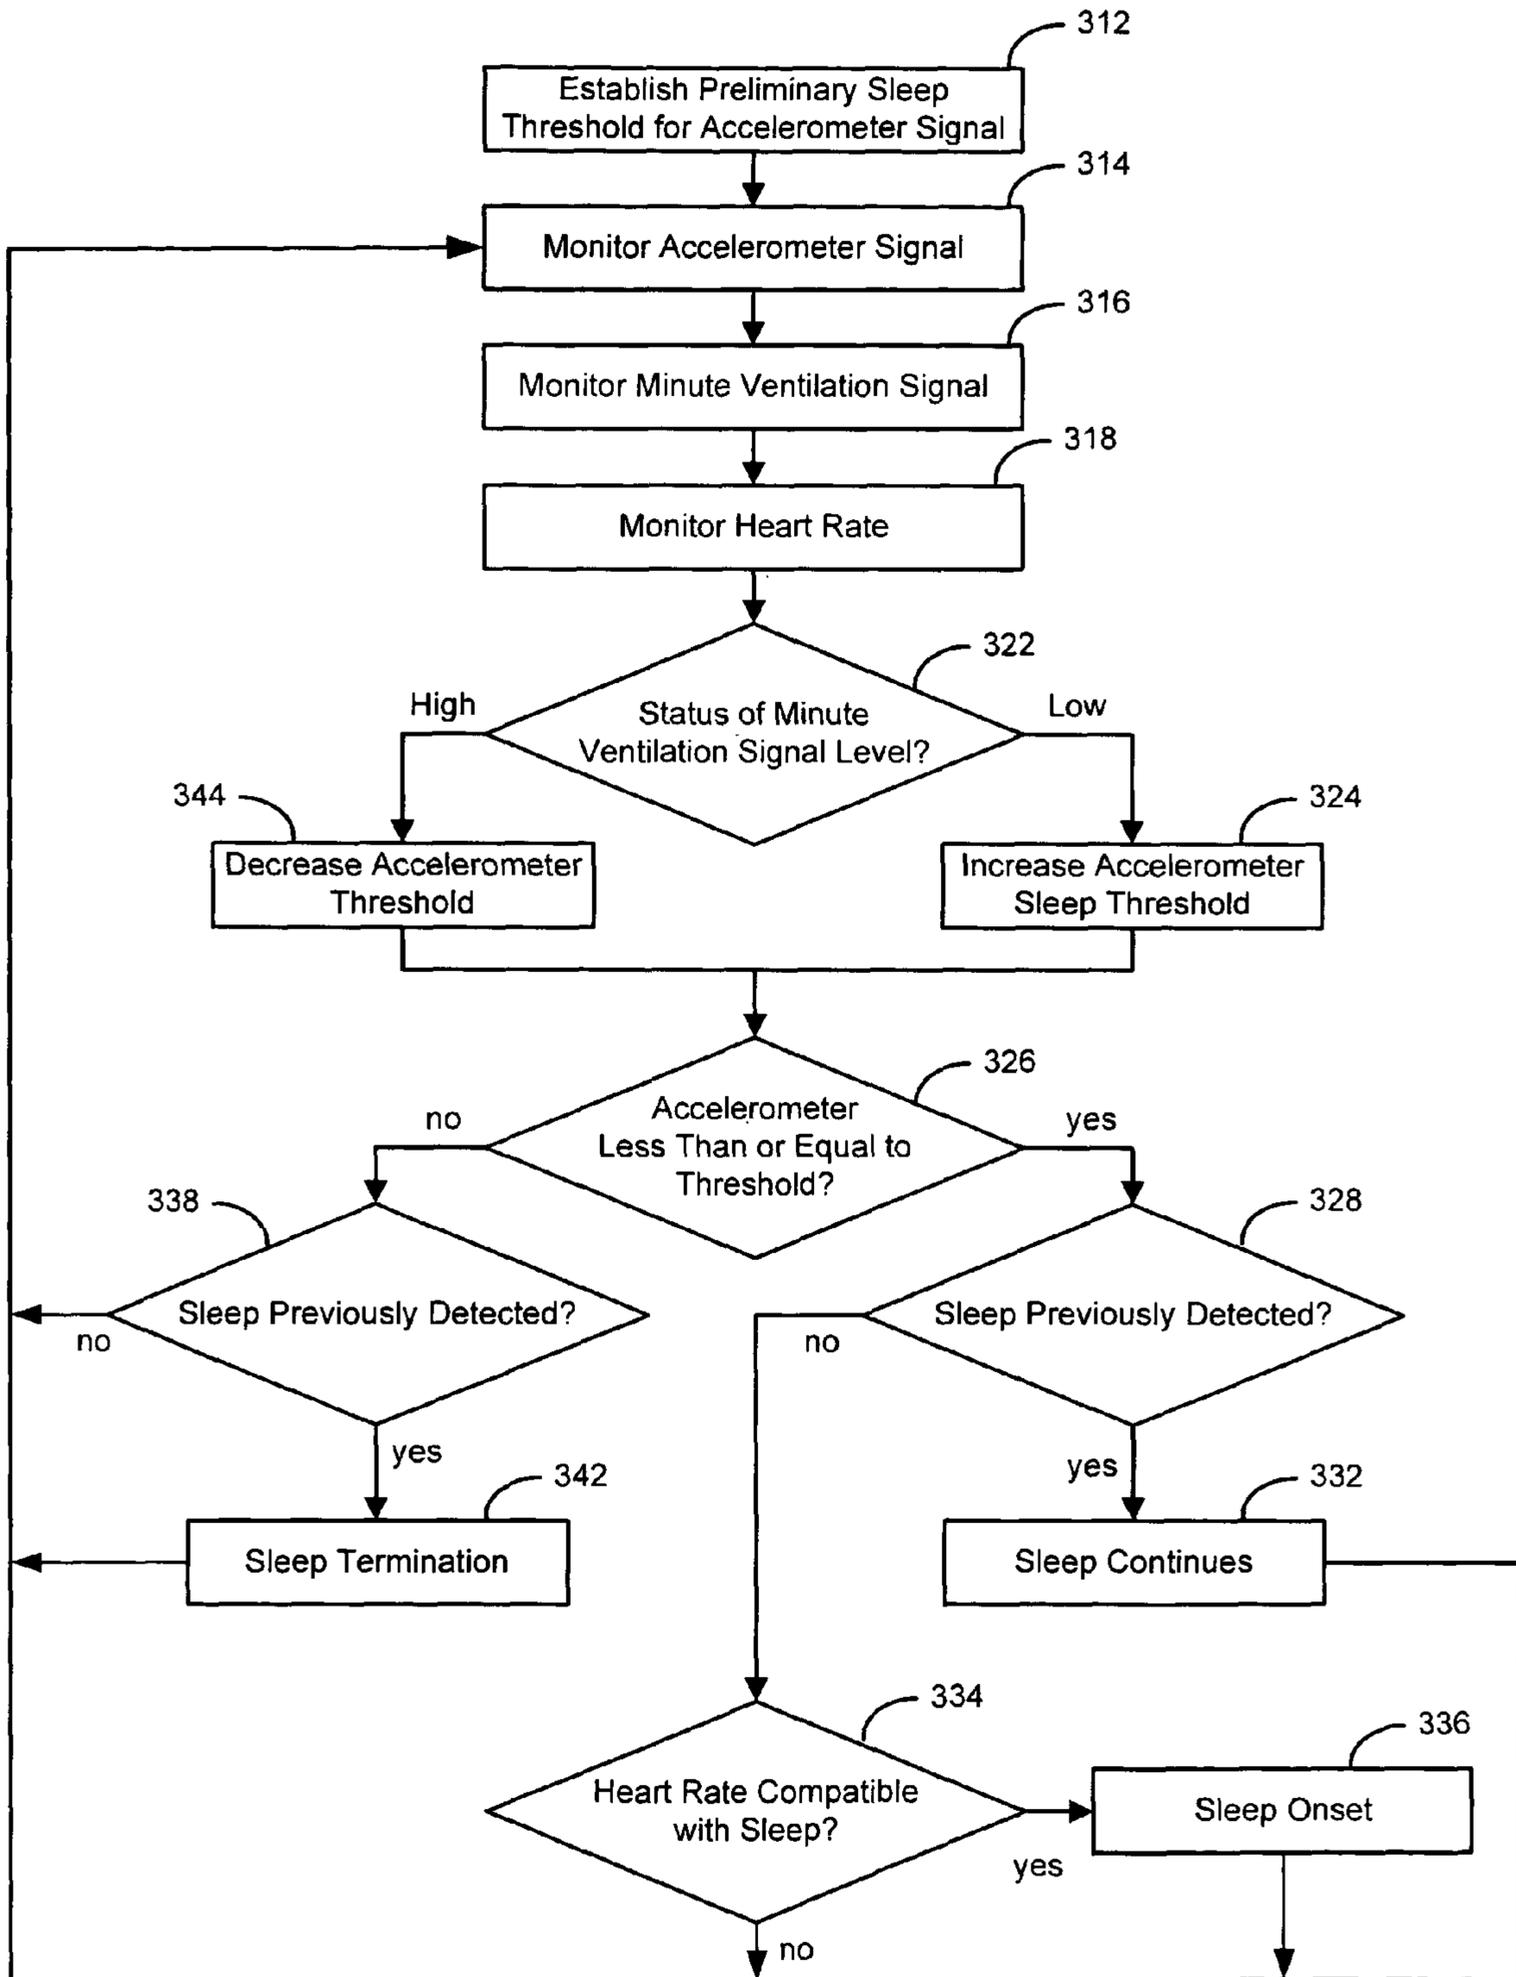 312
Establish Preliminary Sleep
Threshold for Accelerometer Signal
314
Monitor Accelerometer Signal
316
Monitor Minute Ventilation Signal
318
Monitor Heart Rate
322
High
Low
Status of Minute
Ventilation Signal Level?
344
324
Decrease Accelerometer
Threshold
Increase Accelerometer
Sleep Threshold
326
no
yes
Accelerometer
Less Than or Equal to
Threshold?
338
328
Sleep Previously Detected?
Sleep Previously Detected?
no
no
yes
yes
342
332
Sleep Termination
Sleep Continues
334
336
Heart Rate Compatible
with Sleep?
Sleep Onset
yes
no